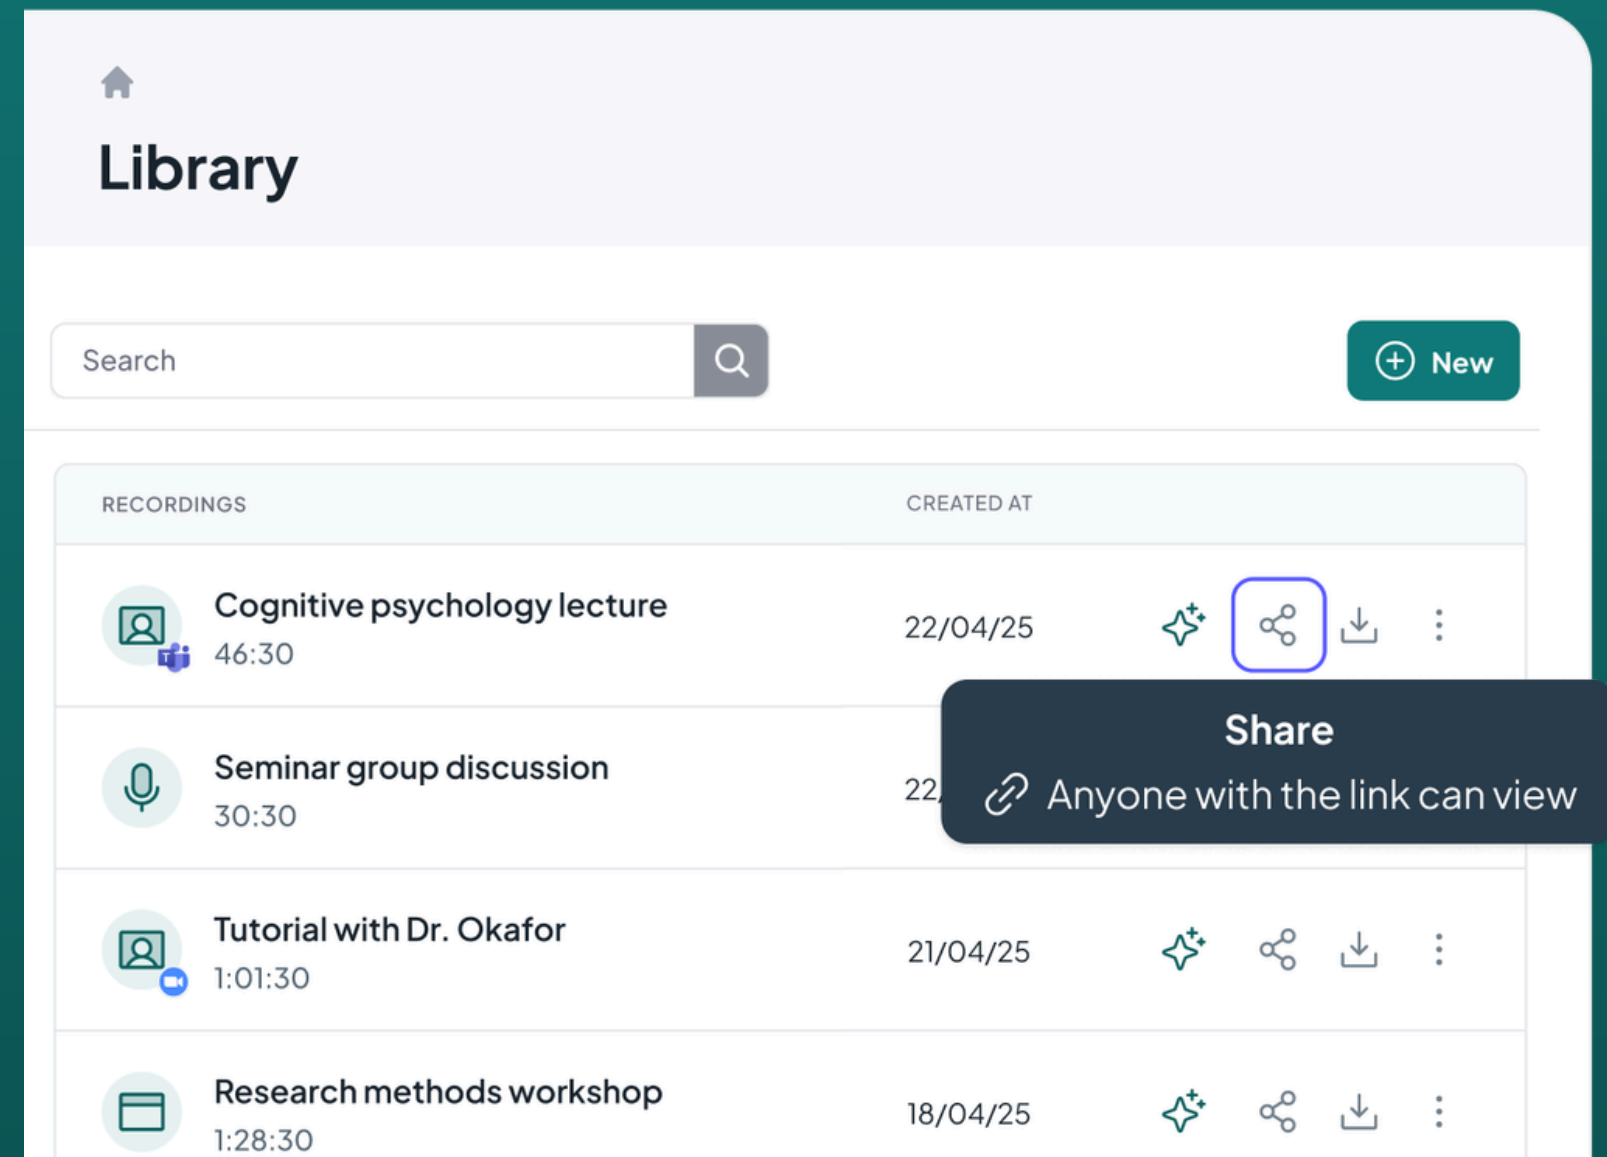 Library
Search
New
RECORDINGS CREATED AT
Cognitive psychology lecture
46:30
22/04/25
Share
Anyone with the link can view
Seminar group discussion
30:30
22/
Tutorial with Dr. Okafor
1:01:30
21/04/25
Research methods workshop
1:28:30
18/04/25